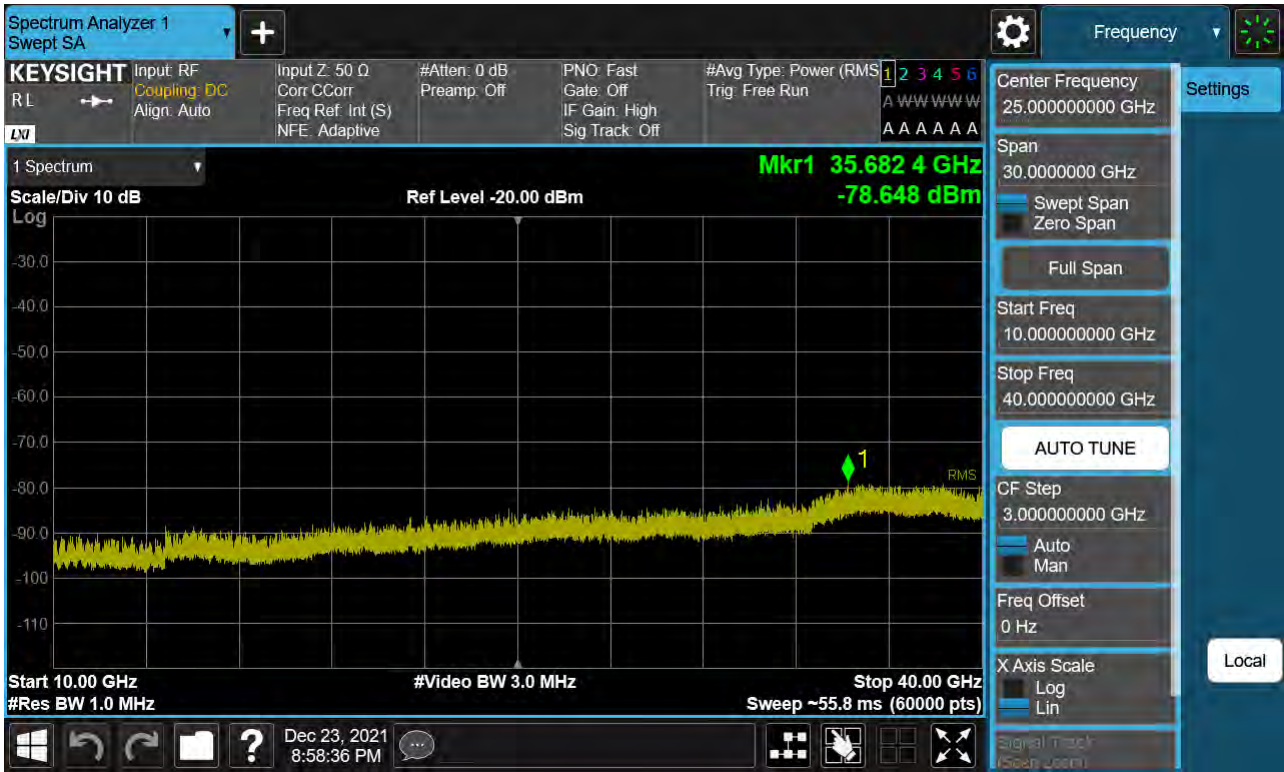 Spectrum Analyzer 1
Swept SA
+
Frequency
KEYSIGHT
RL
LXI
Input: RF
Coupling: DC
Align: Auto
Input Z: 50 Ω
Corr CCorr
Freq Ref: Int (S)
NFE: Adaptive
#Atten: 0 dB
Preamp: Off
PNO: Fast
Gate: Off
IF Gain: High
Sig Track: Off
#Avg Type: Power (RMS
Trig: Free Run
1 2 3 4 5 6
A W W W W W
A A A A A A
1 Spectrum
Scale/Div 10 dB
Log
Ref Level -20.00 dBm
Mkr1 35.682 4 GHz
-78.648 dBm
-30.0
-40.0
-50.0
-60.0
-70.0
1
RMS
-80.0
-90.0
-100
-110
Start 10.00 GHz
#Video BW 3.0 MHz
Stop 40.00 GHz
#Res BW 1.0 MHz
Sweep ~55.8 ms (60000 pts)
Center Frequency
25.000000000 GHz
Settings
Span
30.0000000 GHz
Swept Span
Zero Span
Full Span
Start Freq
10.000000000 GHz
Stop Freq
40.000000000 GHz
AUTO TUNE
CF Step
3.000000000 GHz
Auto
Man
Freq Offset
0 Hz
X Axis Scale
Log
Lin
Signal Track
(Span Zoom)
Local
?
Dec 23, 2021
8:58:36 PM